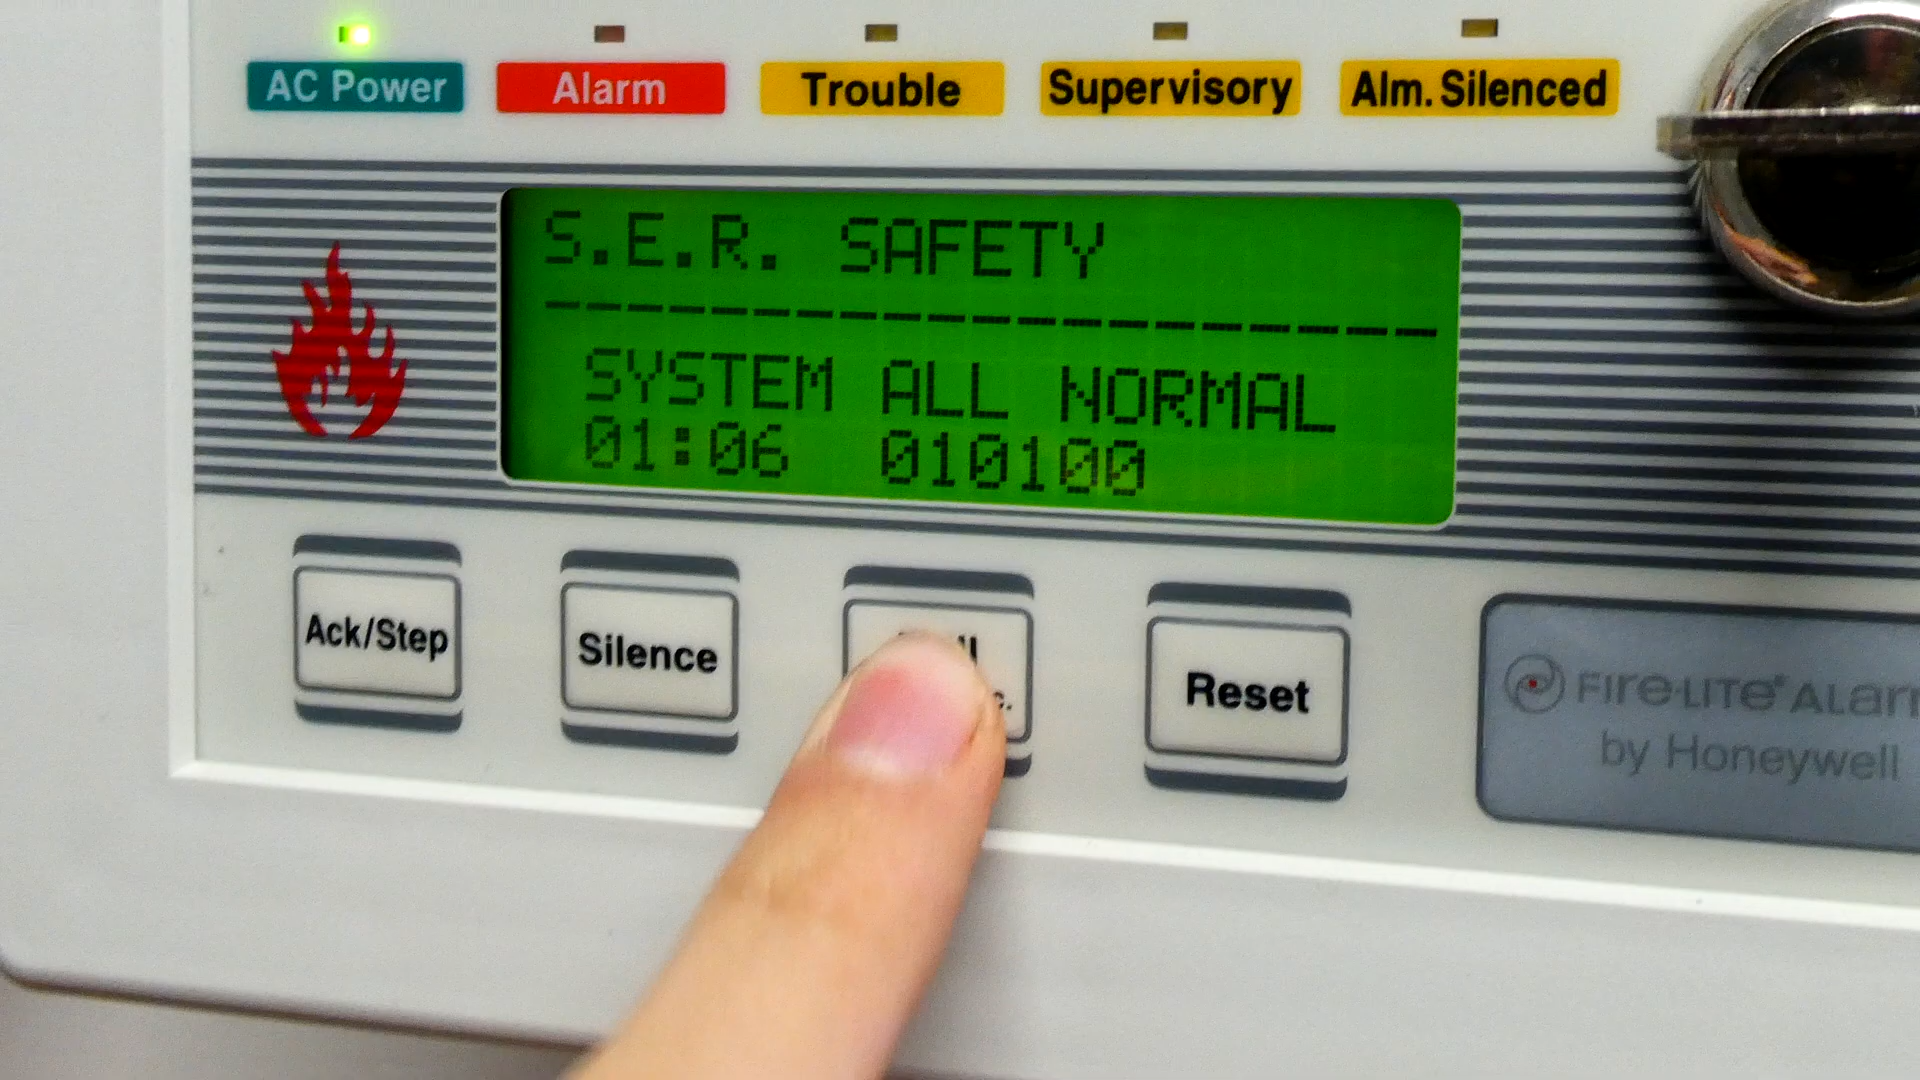 AC Power
Alarm
Trouble
Supervisory
Alm. Silenced
S.E.R. SAFETY
----------------------
SYSTEM ALL NORMAL
01:06 010100
Ack/Step
Silence
Reset
FIRE·LITE® ALAR
by Honeywell